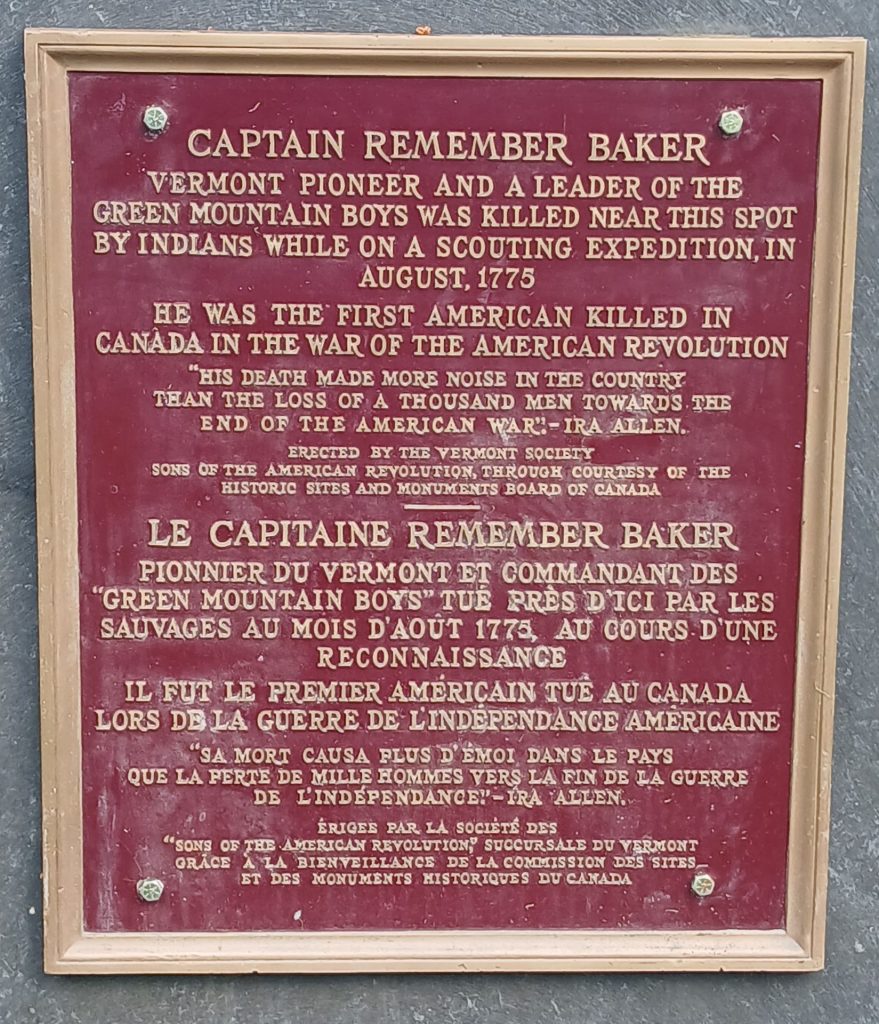 CAPTAIN REMEMBER BAKER
VERMONT PIONEER AND A LEADER OF THE
GREEN MOUNTAIN BOYS WAS KILLED NEAR THIS SPOT
BY INDIANS WHILE ON A SCOUTING EXPEDITION, IN
AUGUST, 1775
HE WAS THE FIRST AMERICAN KILLED IN
CANADA IN THE WAR OF THE AMERICAN REVOLUTION
"HIS DEATH MADE MORE NOISE IN THE COUNTRY
THAN THE LOSS OF A THOUSAND MEN TOWARDS THE
END OF THE AMERICAN WAR".-IRA ALLEN.
ERECTED BY THE VERMONT SOCIETY
SONS OF THE AMERICAN REVOLUTION, THROUGH COURTESY OF THE
HISTORIC SITES AND MONUMENTS BOARD OF CANADA
LE CAPITAINE REMEMBER BAKER
PIONNIER DU VERMONT ET COMMANDANT DES
"GREEN MOUNTAIN BOYS" TUÉ PRÈS D'ICI PAR LES
SAUVAGES AU MOIS D'AOUT 1775, AU COURS D'UNE
RECONNAISSANCE
IL FUT LE PREMIER AMÉRICAIN TUÉ AU CANADA
LORS DE LA GUERRE DE L'INDÉPENDANCE AMÉRICAINE
"SA MORT CAUSA PLUS D'ÉMOI DANS LE PAYS
QUE LA PERTE DE MILLE HOMMES VERS LA FIN DE LA GUERRE
DE L'INDÉPENDANCE".-IRA ALLEN.
ÉRIGÉE PAR LA SOCIÉTÉ DES
"SONS OF THE AMERICAN REVOLUTION," SUCCURSALE DU VERMONT
GRÂCE À LA BIENVEILLANCE DE LA COMMISSION DES SITES
ET DES MONUMENTS HISTORIQUES DU CANADA